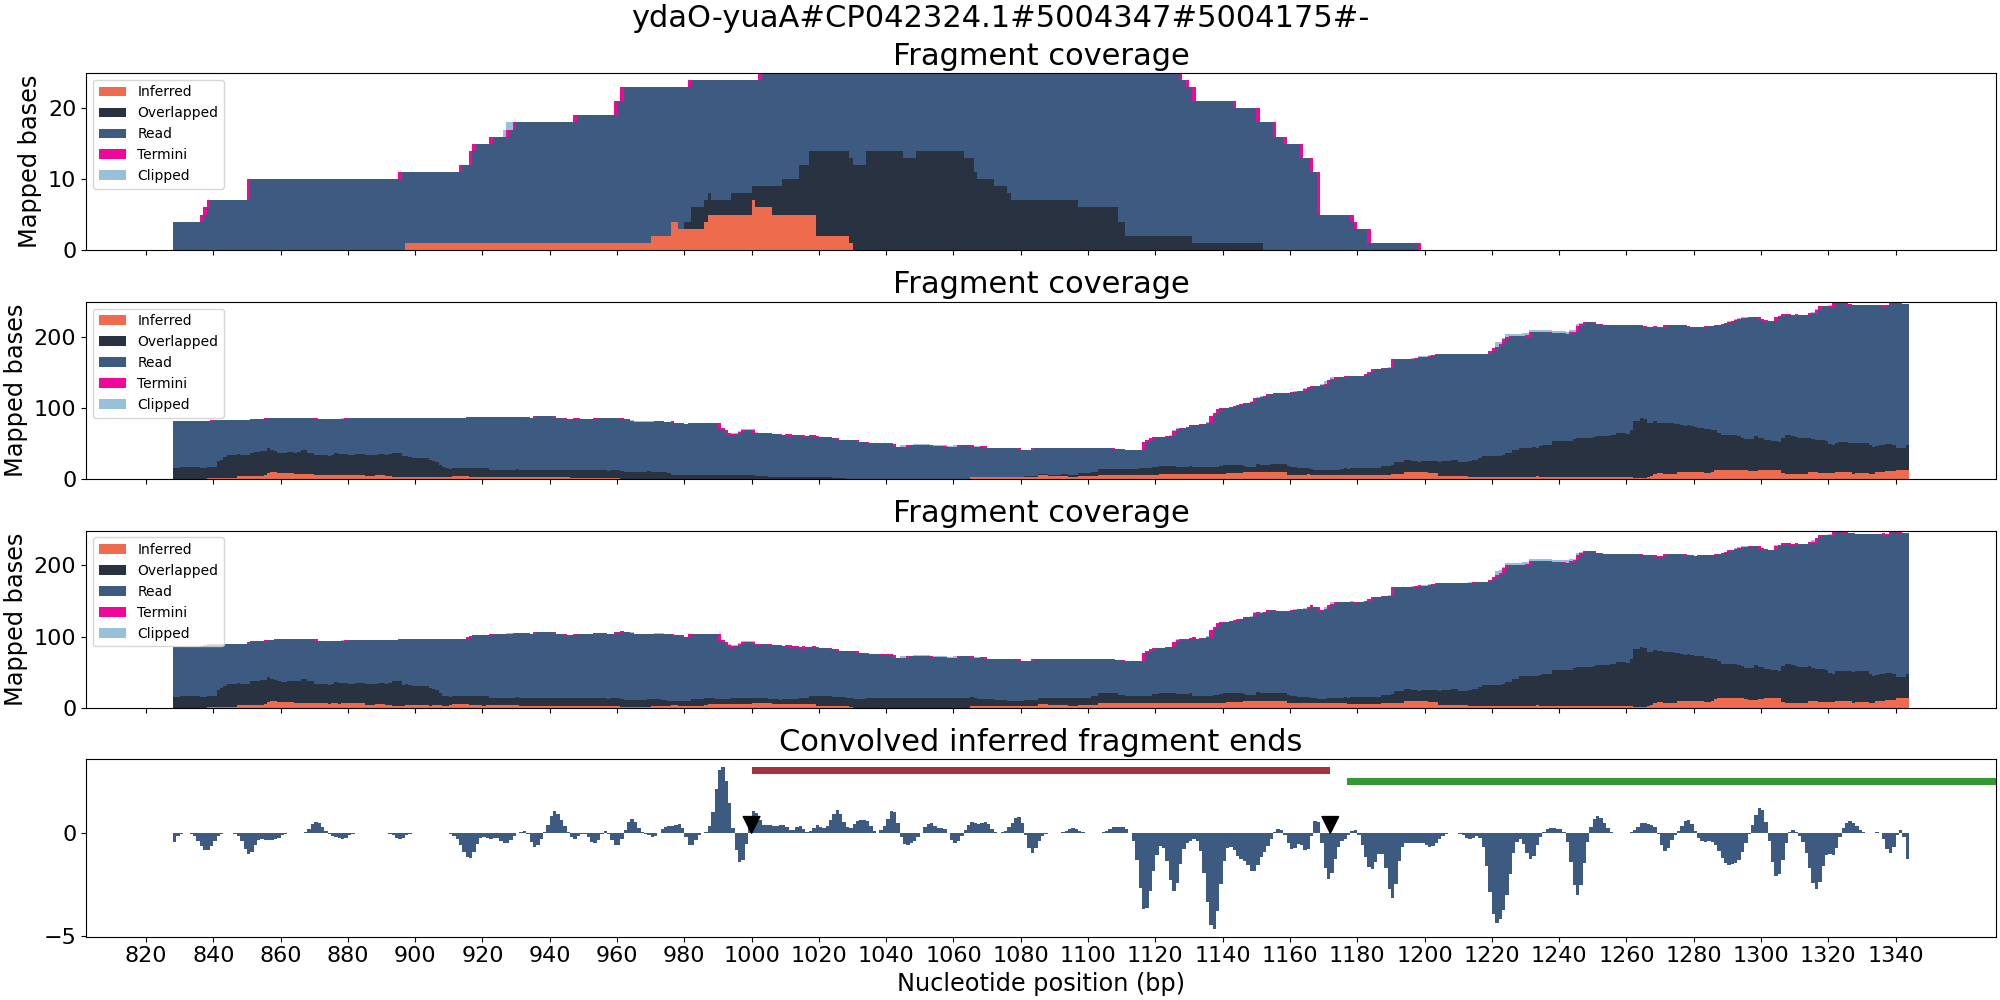 ydaO-yuaA#CP042324.1#5004347#5004175#-
Fragment coverage
Mapped bases
20
10
0
Inferred
Overlapped
Read
Termini
Clipped
Fragment coverage
Mapped bases
200
100
0
Inferred
Overlapped
Read
Termini
Clipped
Fragment coverage
Mapped bases
200
100
0
Inferred
Overlapped
Read
Termini
Clipped
Convolved inferred fragment ends
0
−5
820 840 860 880 900 920 940 960 980 1000 1020 1040 1060 1080 1100 1120 1140 1160 1180 1200 1220 1240 1260 1280 1300 1320 1340
Nucleotide position (bp)